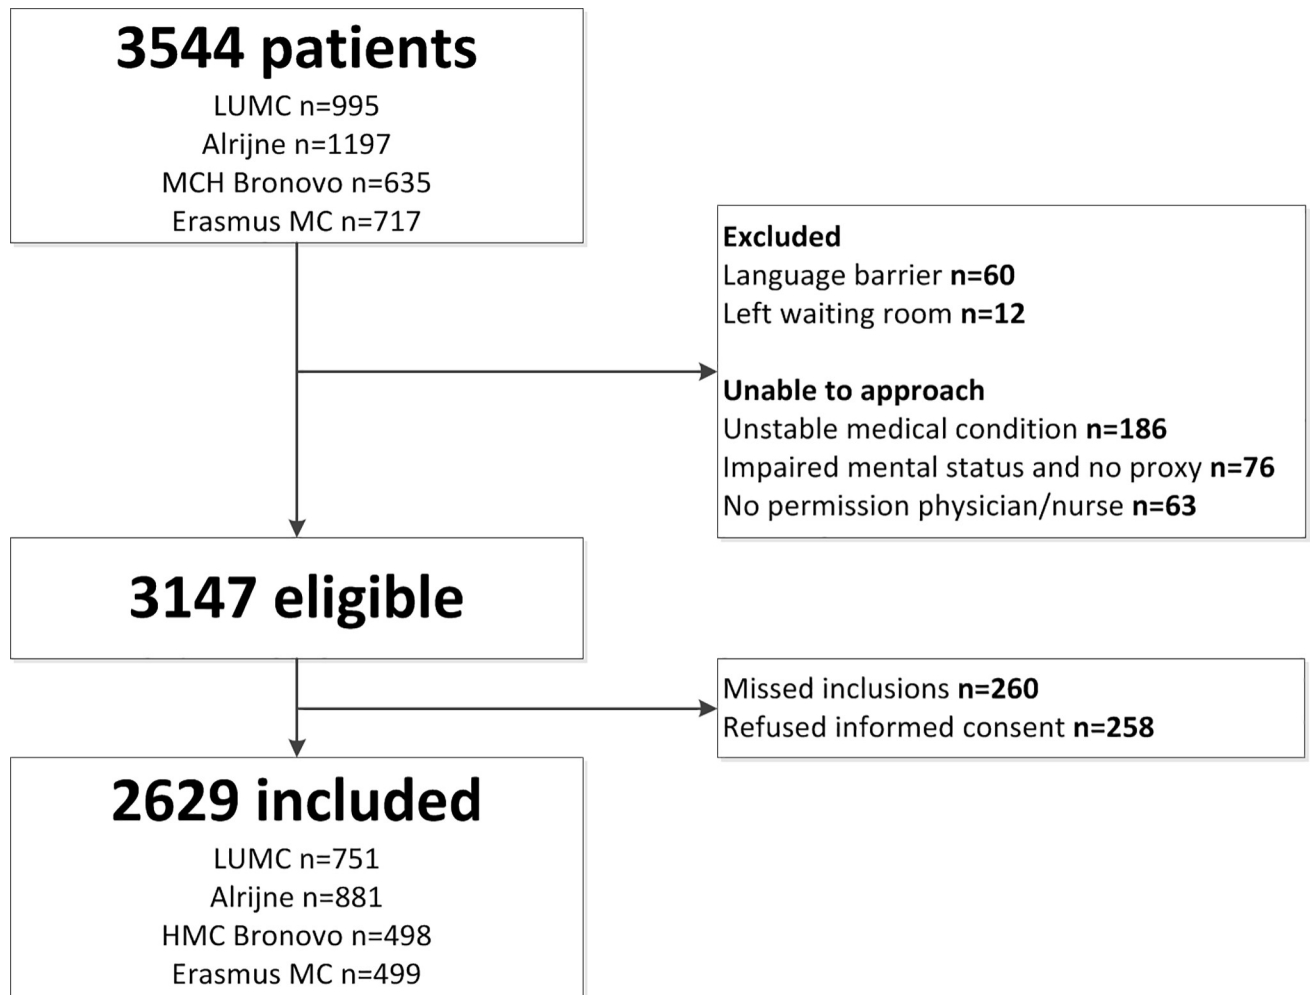 3544 patients
LUMC n=995
Alrijne n=1197
MCH Bronovo n=635
Erasmus MC n=717
Excluded
Language barrier n=60
Left waiting room n=12
Unable to approach
Unstable medical condition n=186
Impaired mental status and no proxy n=76
No permission physician/nurse n=63
3147 eligible
Missed inclusions n=260
Refused informed consent n=258
2629 included
LUMC n=751
Alrijne n=881
HMC Bronovo n=498
Erasmus MC n=499